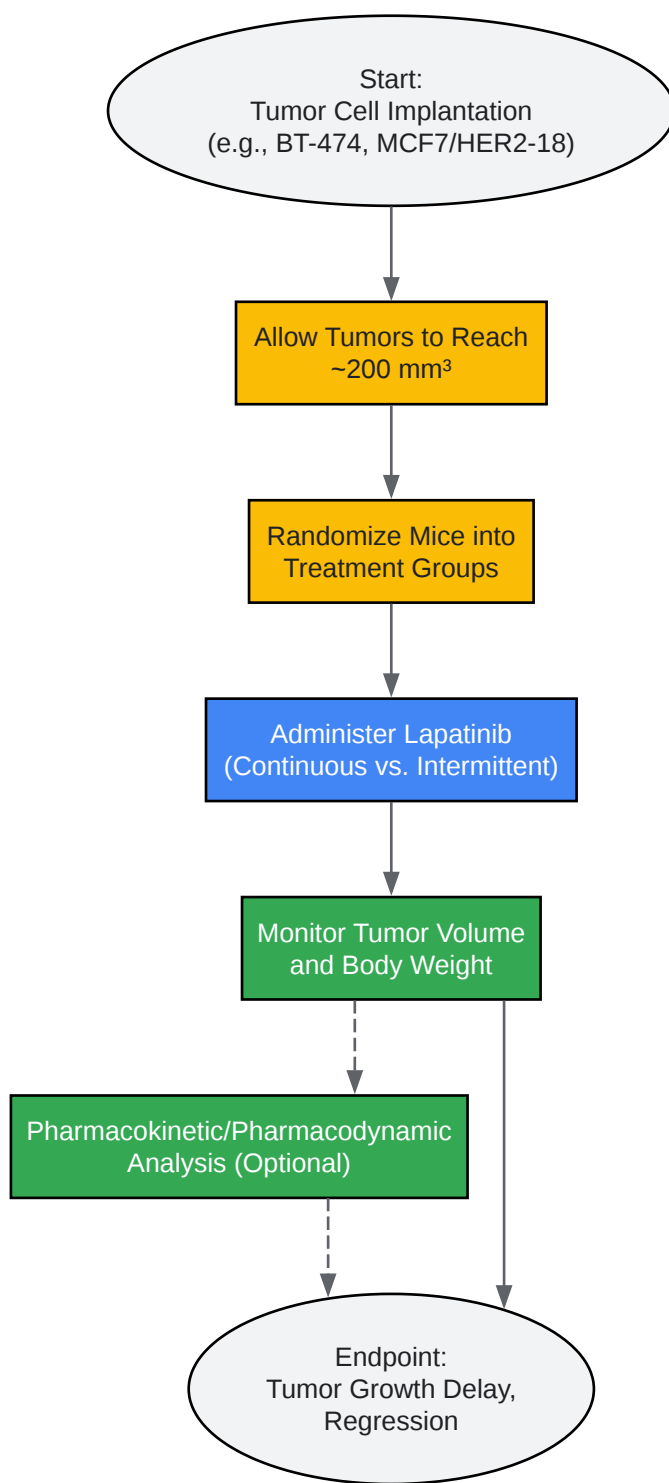 Start:
Tumor Cell Implantation
(e.g., BT-474, MCF7/HER2-18)
Allow Tumors to Reach
~200 mm³
Randomize Mice into
Treatment Groups
Administer Lapatinib
(Continuous vs. Intermittent)
Monitor Tumor Volume
and Body Weight
Pharmacokinetic/Pharmacodynamic
Analysis (Optional)
Endpoint:
Tumor Growth Delay,
Regression